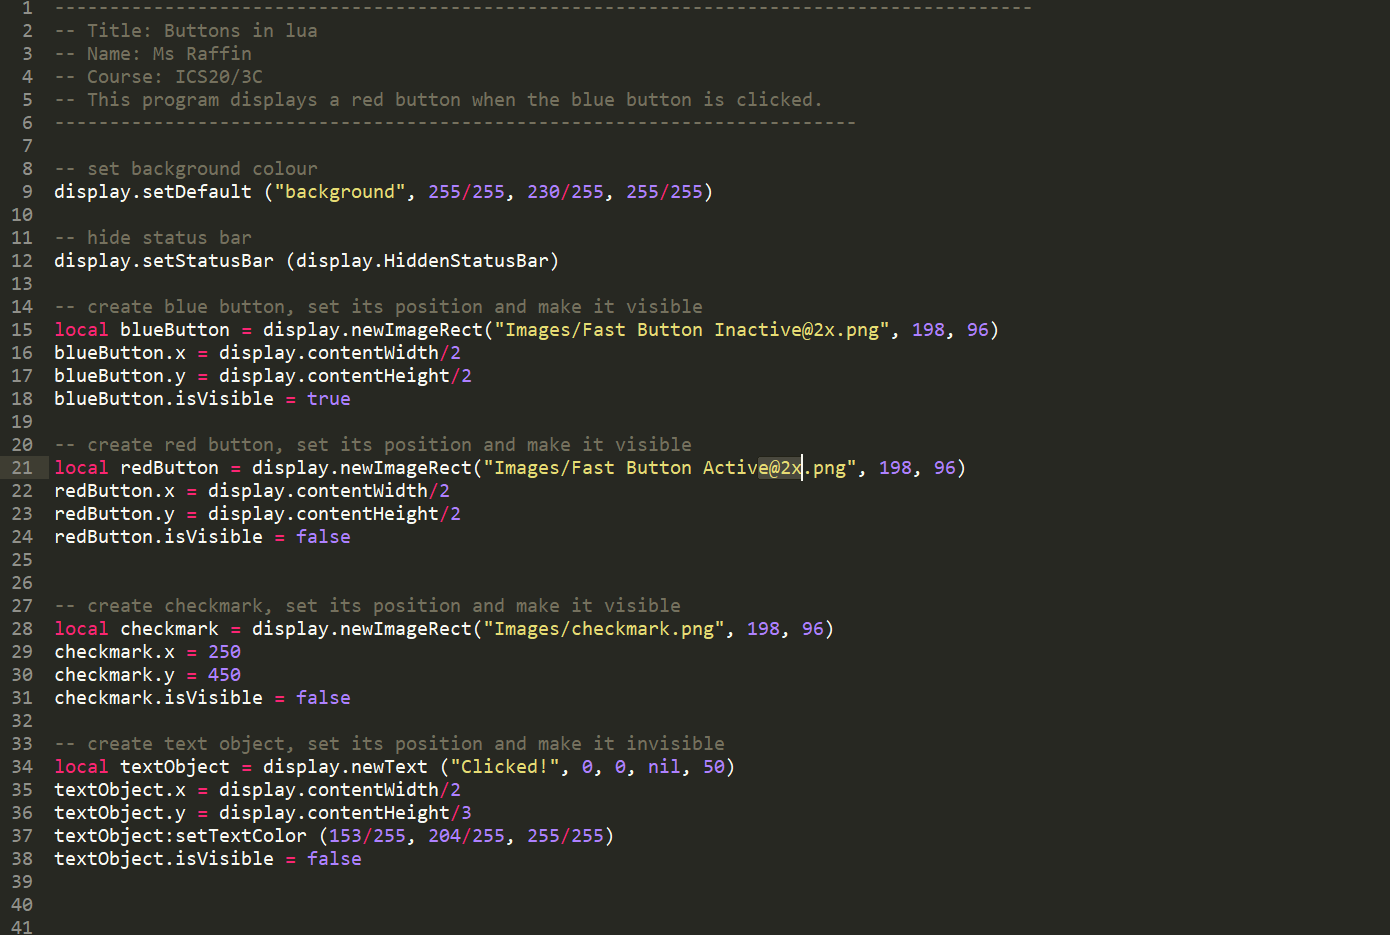 1 -----------------------------------------------------------------------------------------
2 -- Title: Buttons in lua
3 -- Name: Ms Raffin
4 -- Course: ICS20/3C
5 -- This program displays a red button when the blue button is clicked.
6 -------------------------------------------------------------------------
7
8 -- set background colour
9 display.setDefault ("background", 255/255, 230/255, 255/255)
10
11 -- hide status bar
12 display.setStatusBar (display.HiddenStatusBar)
13
14 -- create blue button, set its position and make it visible
15 local blueButton = display.newImageRect("Images/Fast Button Inactive@2x.png", 198, 96)
16 blueButton.x = display.contentWidth/2
17 blueButton.y = display.contentHeight/2
18 blueButton.isVisible = true
19
20 -- create red button, set its position and make it visible
21 local redButton = display.newImageRect("Images/Fast Button Active@2x.png", 198, 96)
22 redButton.x = display.contentWidth/2
23 redButton.y = display.contentHeight/2
24 redButton.isVisible = false
25
26
27 -- create checkmark, set its position and make it visible
28 local checkmark = display.newImageRect("Images/checkmark.png", 198, 96)
29 checkmark.x = 250
30 checkmark.y = 450
31 checkmark.isVisible = false
32
33 -- create text object, set its position and make it invisible
34 local textObject = display.newText ("Clicked!", 0, 0, nil, 50)
35 textObject.x = display.contentWidth/2
36 textObject.y = display.contentHeight/3
37 textObject:setTextColor (153/255, 204/255, 255/255)
38 textObject.isVisible = false
39
40
41